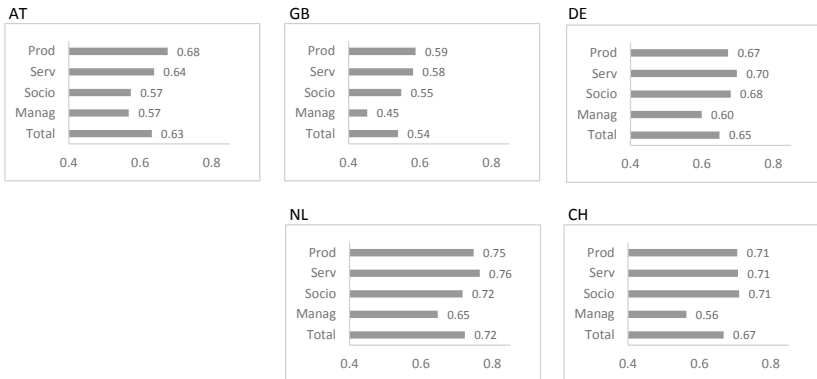 AT
Prod 0.68
Serv 0.64
Socio 0.57
Manag 0.57
Total 0.63
0.4 0.6 0.8
GB
Prod 0.59
Serv 0.58
Socio 0.55
Manag 0.45
Total 0.54
0.4 0.6 0.8
DE
Prod 0.67
Serv 0.70
Socio 0.68
Manag 0.60
Total 0.65
0.4 0.6 0.8
NL
Prod 0.75
Serv 0.76
Socio 0.72
Manag 0.65
Total 0.72
0.4 0.6 0.8
CH
Prod 0.71
Serv 0.71
Socio 0.71
Manag 0.56
Total 0.67
0.4 0.6 0.8